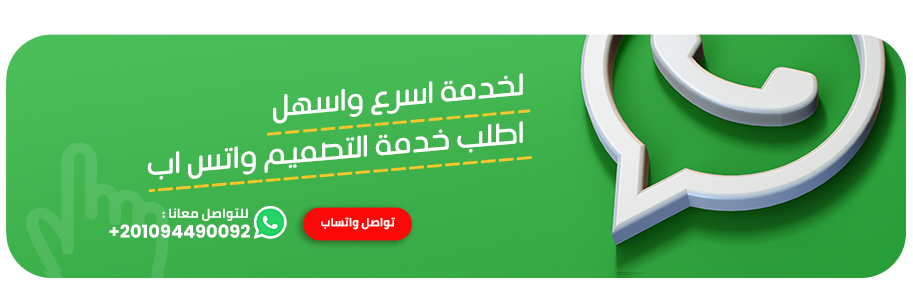 لخدمة اسرع واسهل
اطلب خدمة التصميم واتس اب
تواصل واتساب
للتواصل معانا :
+201094490092